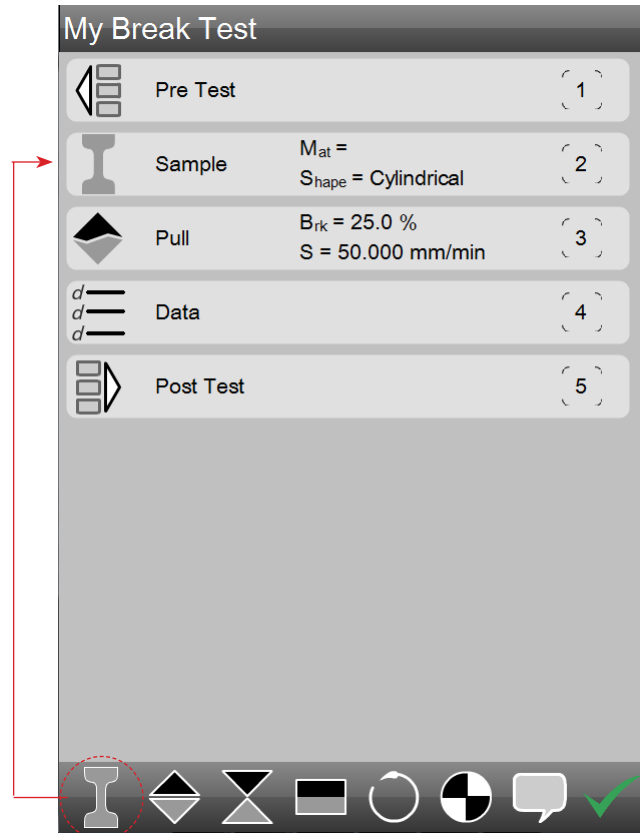 My Break Test
Pre Test
1
Sample
Mat =
Shape = Cylindrical
2
Pull
Brk = 25.0 %
S = 50.000 mm/min
3
d
d
d
Data
4
Post Test
5